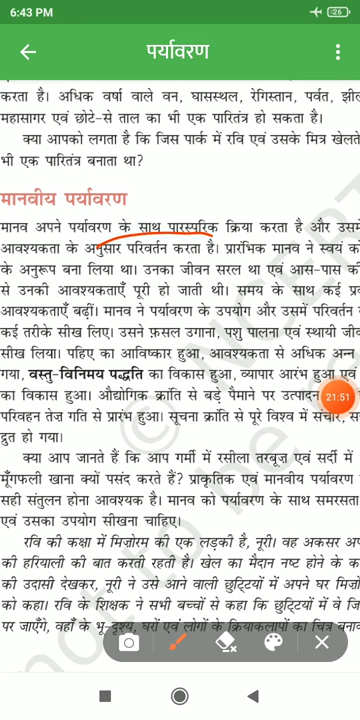 6:43 PM
26
पर्यावरण
करता है। अधिक वर्षा वाले वन, घासस्थल, रेगिस्तान, पर्वत, झील
महासागर एवं छोटे-से ताल का भी एक पारितंत्र हो सकता है।
क्या आपको लगता है कि जिस पार्क में रवि एवं उसके मित्र खेलते
भी एक पारितंत्र बनाता था?
मानवीय पर्यावरण
मानव अपने पर्यावरण के साथ पारस्परिक क्रिया करता है और उसमें
आवश्यकता के अनुसार परिवर्तन करता है। प्रारंभिक मानव ने स्वयं को
के अनुरूप बना लिया था। उनका जीवन सरल था एवं आस-पास की
से उनकी आवश्यकताएँ पूरी हो जाती थी। समय के साथ कई प्र
आवश्यकताएँ बढ़ीं। मानव ने पर्यावरण के उपयोग और उसमें परिवर्तन
कई तरीके सीख लिए। उसने फ़सल उगाना, पशु पालना एवं स्थायी जी
सीख लिया। पहिए का आविष्कार हुआ, आवश्यकता से अधिक अन्न
गया, वस्तु-विनिमय पद्धति का विकास हुआ, व्यापार आरंभ हुआ एवं
का विकास हुआ। औद्योगिक क्रांति से बड़े पैमाने पर उत्पादन
21:51
परिवहन तेज़ गति से प्रारंभ हुआ। सूचना क्रांति से पूरे विश्व में संचार, स
द्रुत हो गया।
क्या आप जानते हैं कि आप गर्मी में रसीला तरबूज़ एवं सर्दी में
मूँगफली खाना क्यों पसंद करते हैं? प्राकृतिक एवं मानवीय पर्यावरण
सही संतुलन होना आवश्यक है। मानव को पर्यावरण के साथ समरसता
एवं उसका उपयोग सीखना चाहिए।
रवि की कक्षा में मिज़ोरम की एक लड़की है, नूरी। वह अकसर अप
की हरियाली की बात करती रहती है। खेल का मैदान नष्ट होने के क
की उदासी देखकर, नूरी ने उसे आने वाली छुट्टियों में अपने घर मिज़ो
को कहा। रवि के शिक्षक ने सभी बच्चों से कहा कि छुट्टियों में वे जि
पर जाएँगे, वहाँ के भू-दृश्य, घरों एवं लोगों के क्रियाकलापों का चित्र बना